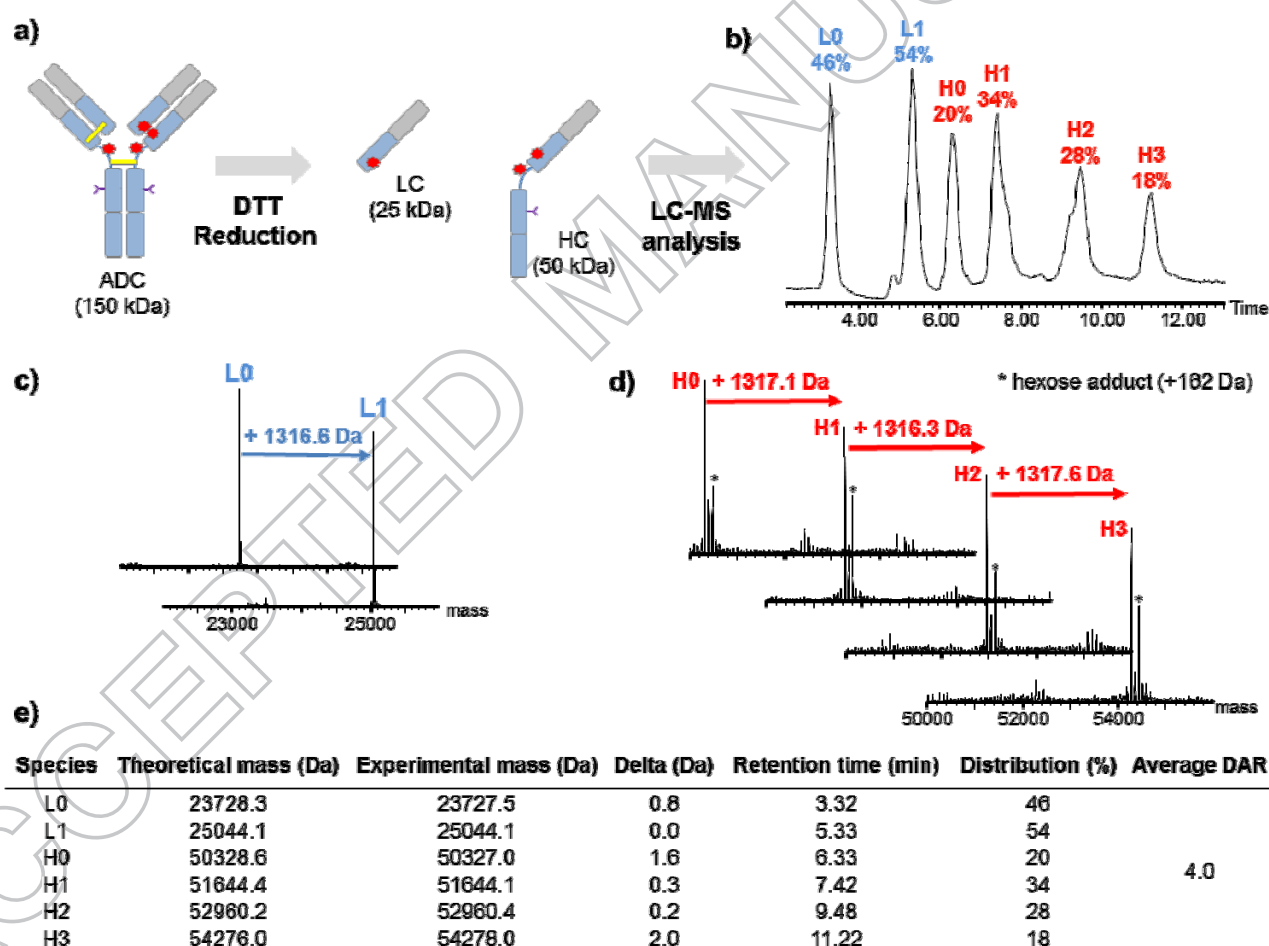 a)
ADC
(150 kDa)
DTT
Reduction
LC
(25 kDa)
HC
(50 kDa)
LC-MS
analysis
b)
L0
46%
L1
54%
H0
20%
H1
34%
H2
28%
H3
18%
4.00 6.00 8.00 10.00 12.00 Time
c)
L0
+ 1316.6 Da
L1
23000 25000 mass
d)
* hexose adduct (+162 Da)
H0 + 1317.1 Da
*
H1 + 1316.3 Da
*
H2 + 1317.6 Da
*
H3
*
50000 52000 54000 mass
e)
Species Theoretical mass (Da) Experimental mass (Da) Delta (Da) Retention time (min) Distribution (%) Average DAR
L0 23728.3 23727.5 0.8 3.32 46
L1 25044.1 25044.1 0.0 5.33 54
H0 50328.6 50327.0 1.6 6.33 20
H1 51644.4 51644.1 0.3 7.42 34
4.0
H2 52960.2 52960.4 0.2 9.48 28
H3 54276.0 54278.0 2.0 11.22 18
ACCEPTED MANU